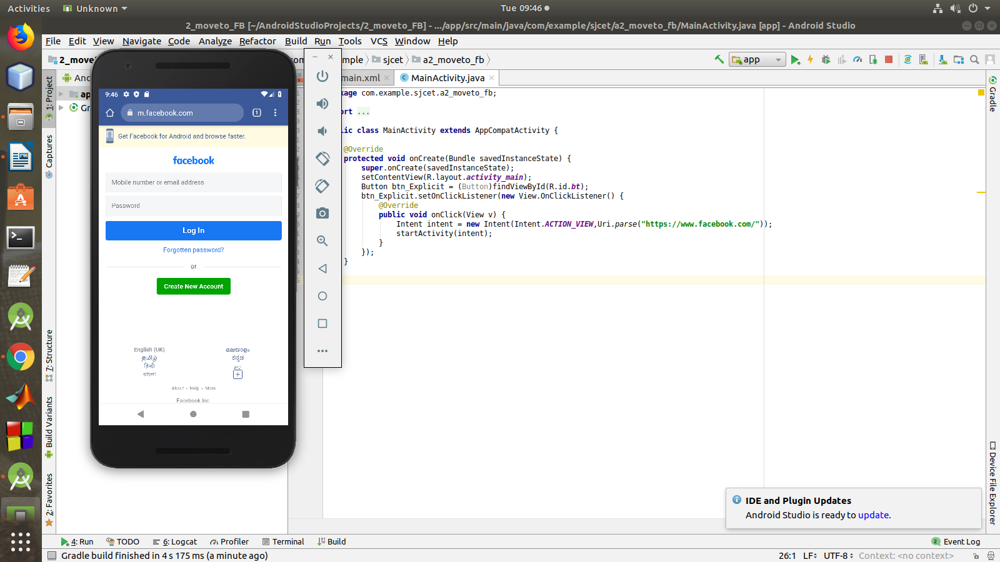 Activities
Unknown
Tue 09:46
2_moveto_FB [~/AndroidStudioProjects/2_moveto_FB] - .../app/src/main/java/com/example/sjcet/a2_moveto_fb/MainActivity.java [app] - Android Studio
File Edit View Navigate Code Analyze Refactor Build Run Tools VCS Window Help
sjcet
a2_moveto_fb
app
main.xml
MainActivity.java
1: Project
Captures
7: Structure
Build Variants
2: Favorites
Gradle
Device File Explorer
9:46
m.facebook.com
1
Get Facebook for Android and browse faster.
facebook
Mobile number or email address
Password
Log In
Forgotten password?
or
Create New Account
English (UK)
മലയാളം
தமிழ்
ಕನ್ನಡ
हिन्दी
বাংলা
About · Help · More
Facebook Inc.
kage com.example.sjcet.a2_moveto_fb;
ort ...
lic class MainActivity extends AppCompatActivity {
@Override
protected void onCreate(Bundle savedInstanceState) {
super.onCreate(savedInstanceState);
setContentView(R.layout.activity_main);
Button btn_Explicit = (Button)findViewById(R.id.bt);
btn_Explicit.setOnClickListener(new View.OnClickListener() {
@Override
public void onClick(View v) {
Intent intent = new Intent(Intent.ACTION_VIEW,Uri.parse("https://www.facebook.com/"));
startActivity(intent);
}
});
}
IDE and Plugin Updates
Android Studio is ready to update.
4: Run
TODO
6: Logcat
Profiler
Terminal
Build
2 Event Log
Gradle build finished in 4 s 175 ms (a minute ago)
26:1 LF UTF-8 Context: <no context>